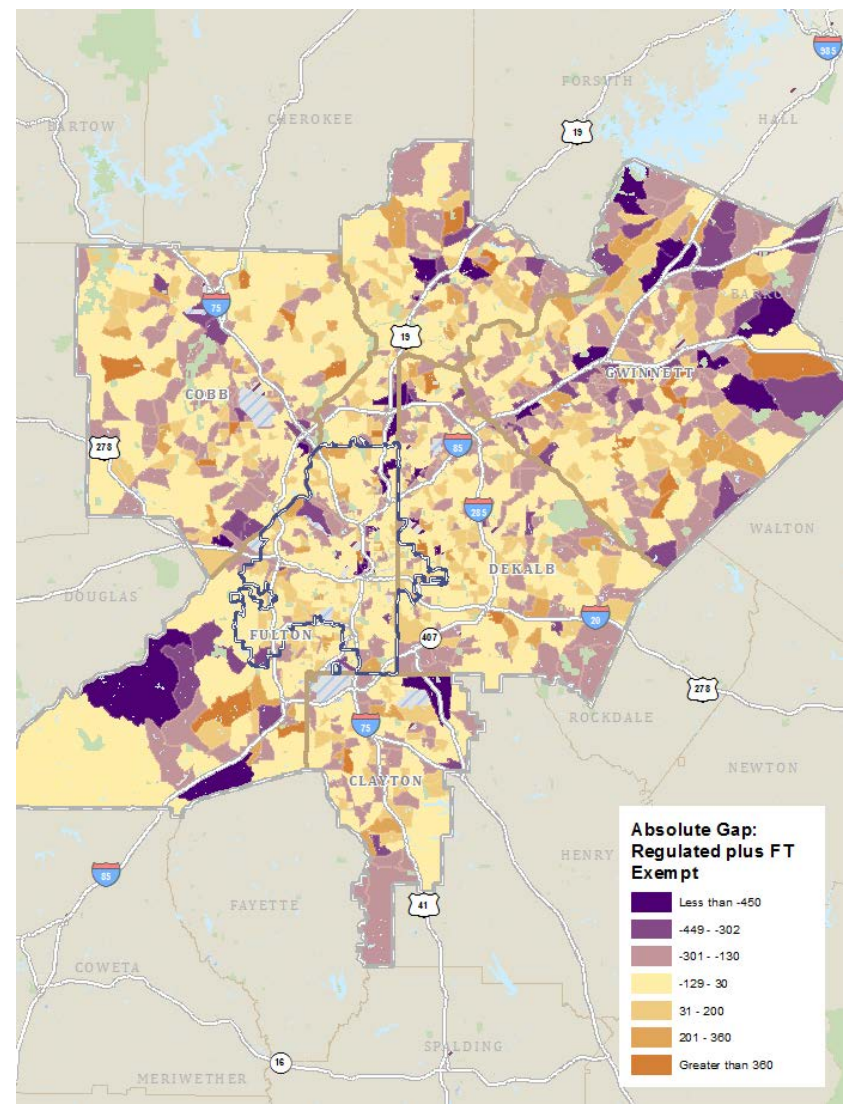 985
FORSYTH
HALL
BARTOW
CHEROKEE
19
75
BARRO
19
GWINNETT
COBB
278
85
285
WALTON
DEKALB
DOUGLAS
20
FULTON
407
278
ROCKDALE
75
NEWTON
CLAYTON
HENRY
85
FAYETTE
41
COWETA
16
SPALDING
MERIWETHER
Absolute Gap:
Regulated plus FT
Exempt
Less than -450
-449 - -302
-301 - -130
-129 - 30
31 - 200
201 - 360
Greater than 360